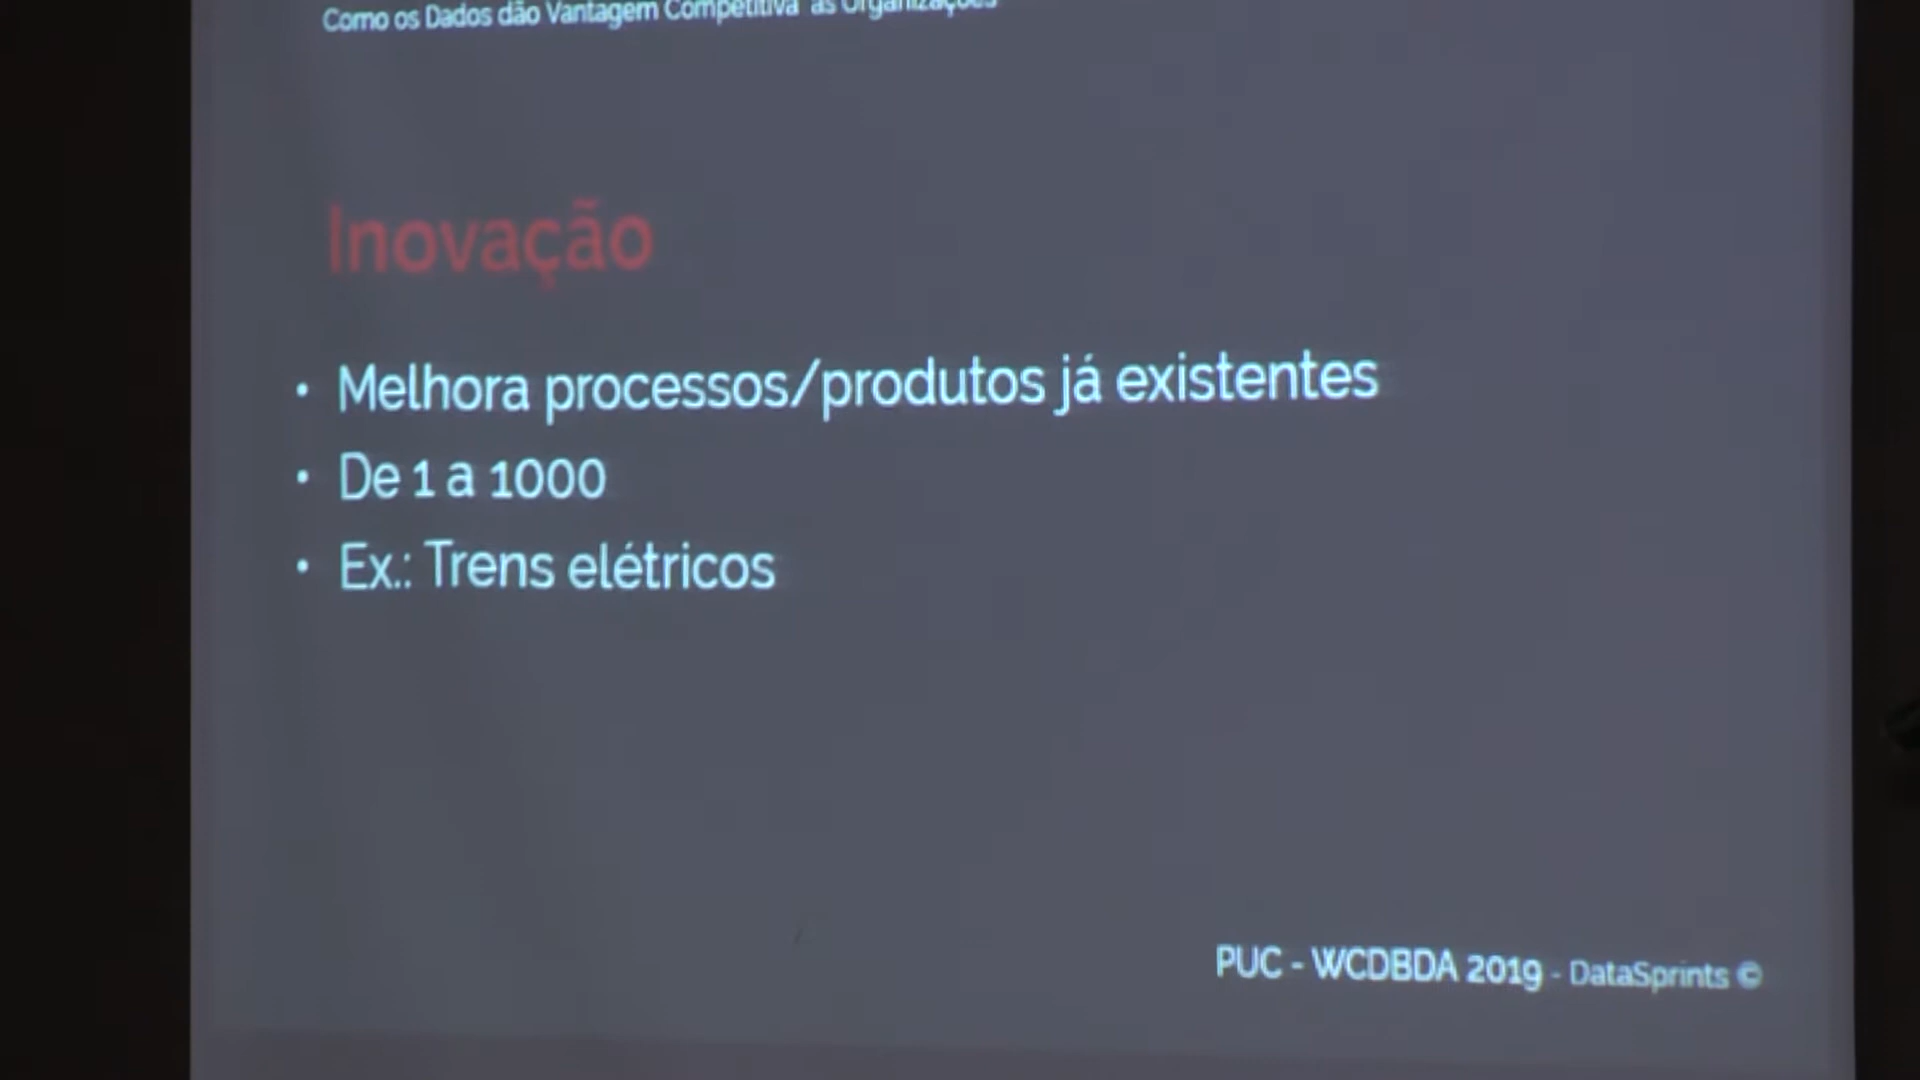 Como os Dados dão Vantagem Competitiva as Organizações
Inovação
• Melhora processos/produtos já existentes
• De 1 a 1000
• Ex.: Trens elétricos
PUC - WCDBDA 2019 - DataSprints ©